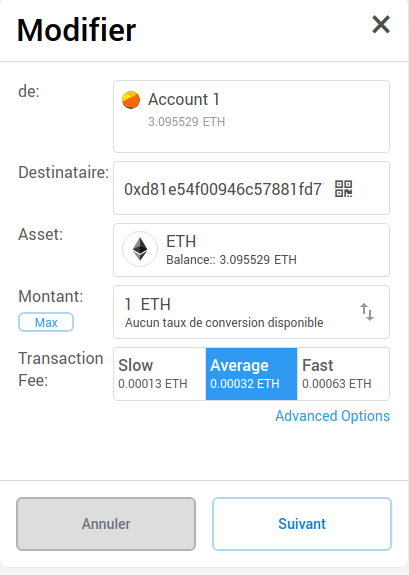 Modifier
de:
Account 1
3.095529 ETH
Destinataire:
0xd81e54f00946c57881fd7
Asset:
ETH
Balance:: 3.095529 ETH
Montant:
Max
1 ETH
Aucun taux de conversion disponible
Transaction
Fee:
Slow
0.00013 ETH
Average
0.00032 ETH
Fast
0.00063 ETH
Advanced Options
Annuler
Suivant